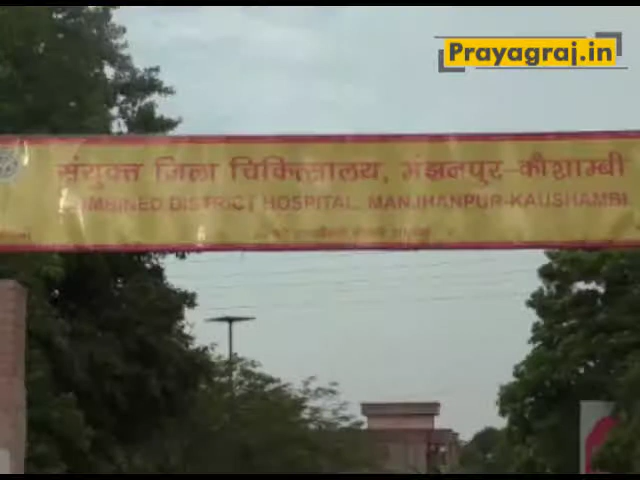 Prayagraj.in
संयुक्त जिला चिकित्सालय, मंझनपुर-कौशाम्बी
COMBINED DISTRICT HOSPITAL, MANJHANPUR-KAUSHAMBI